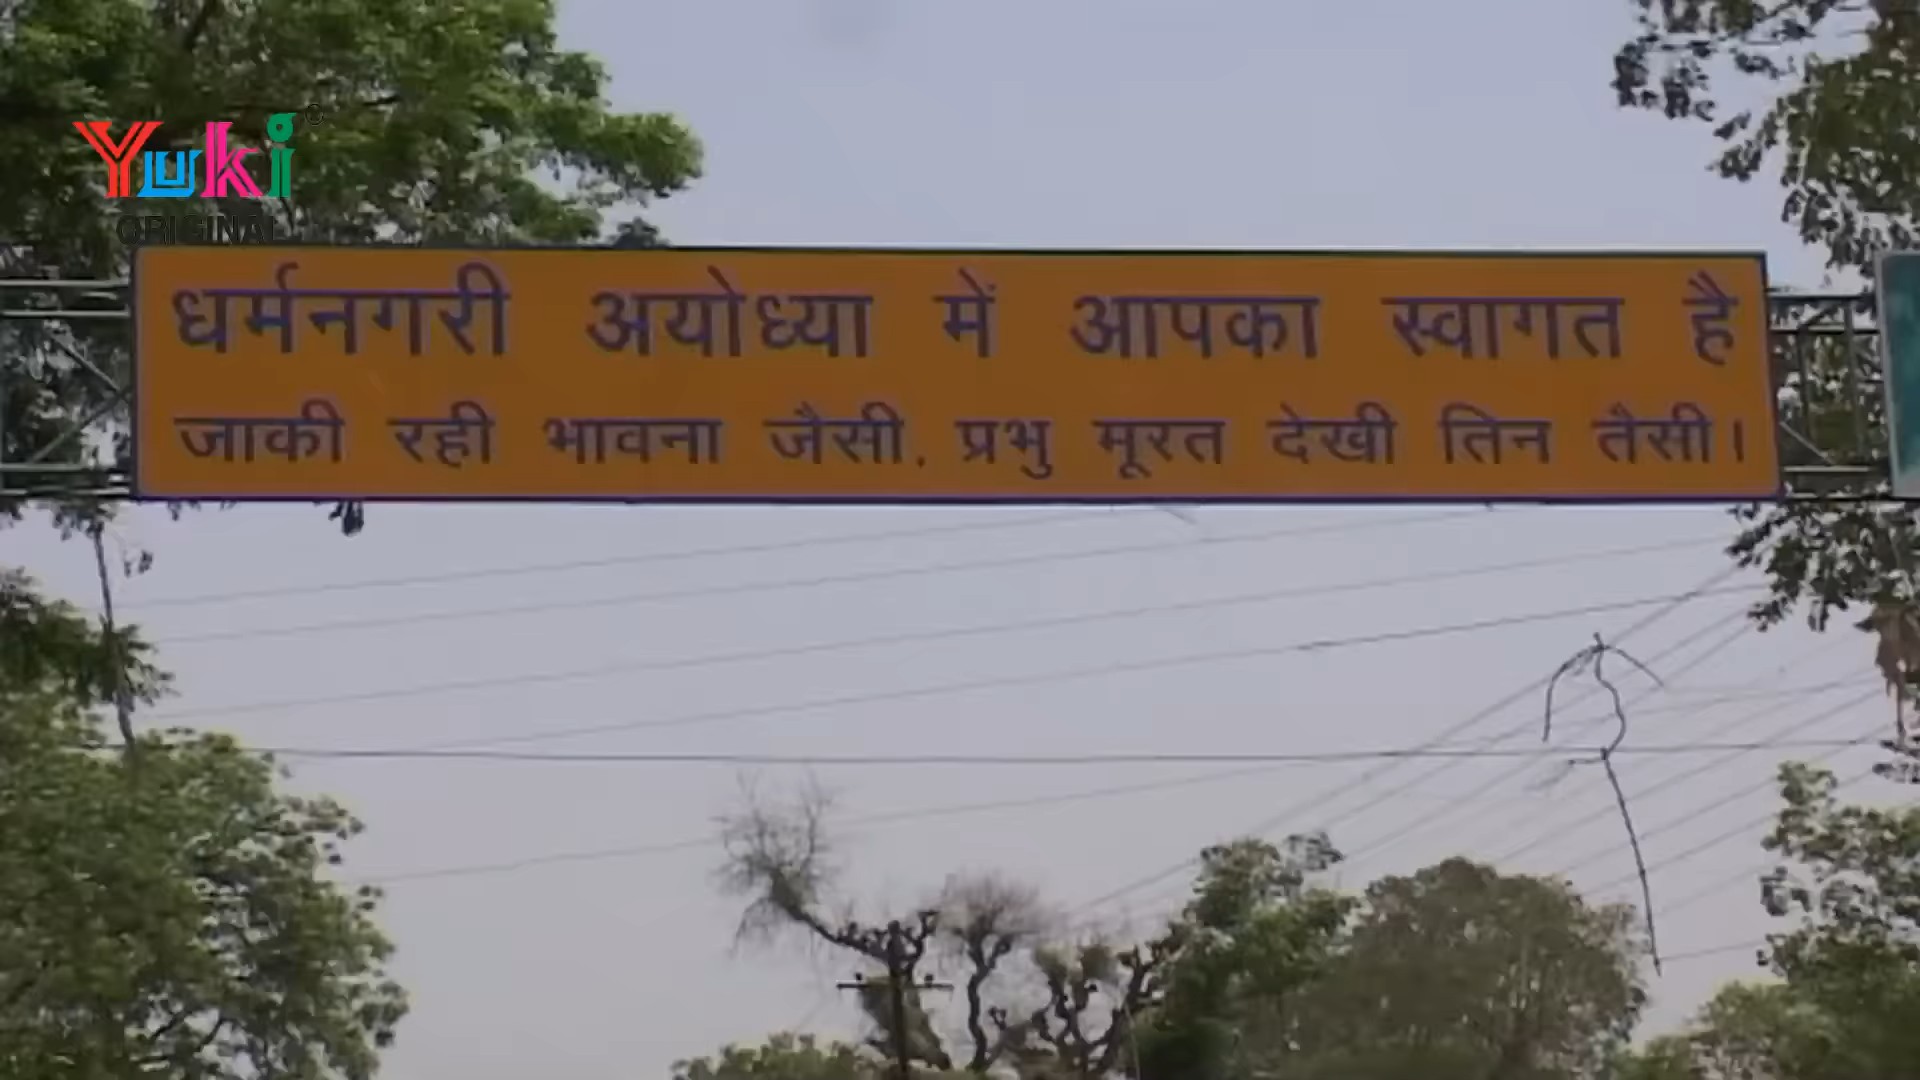 Yuki
ORIGINAL
धर्मनगरी अयोध्या में आपका स्वागत है
जाकी रही भावना जैसी, प्रभु मूरत देखी तिन तैसी।